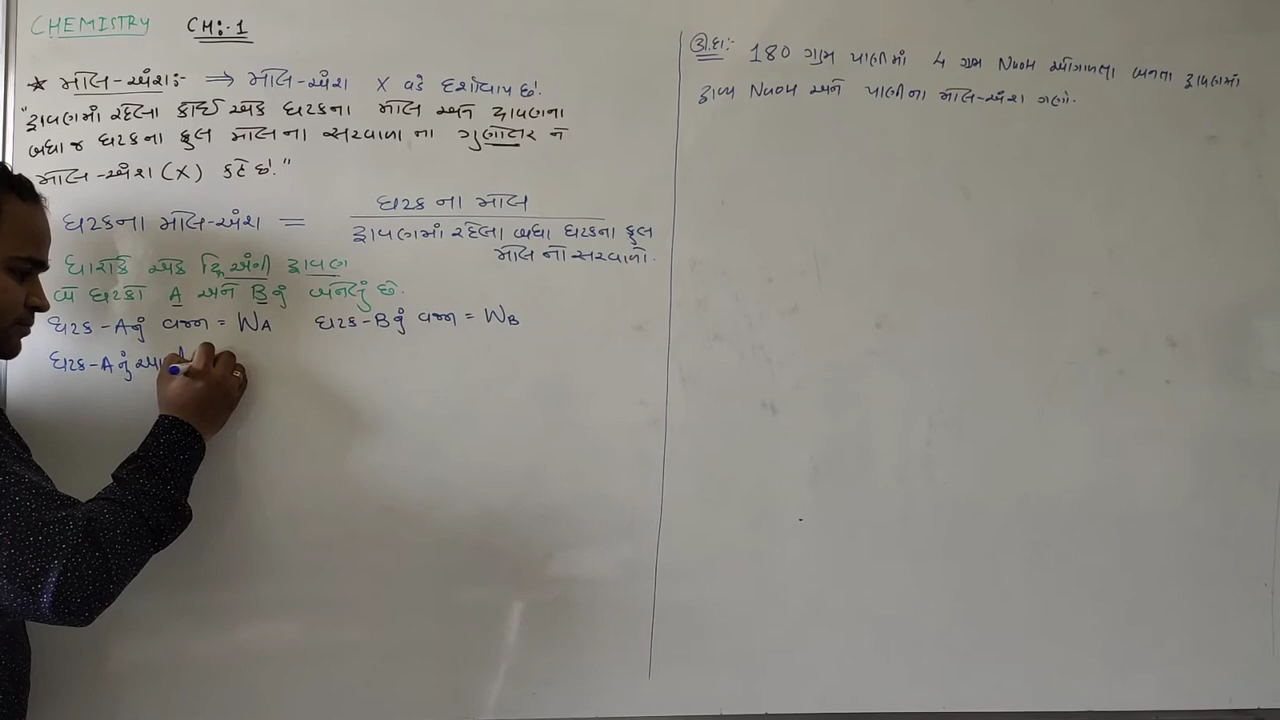 CHEMISTRY CH:-1
★ મોલ-અંશ:- ⇒ મોલ-અંશ X વડે દર્શાવાય છે.
"દ્રાવણમાં રહેલા કોઈ એક ઘટકના મોલ અને દ્રાવણના
બધા જ ઘટકના કુલ મોલ ના સરવાળા ના ગુણોત્તર ને
મોલ-અંશ (X) કહે છે."
ઘટકના મોલ-અંશ = ઘટક ના મોલ
દ્રાવણમાં રહેલા બધા ઘટકના કુલ
મોલ નો સરવાળો.
ધારોકે એક દ્વિઅંગી દ્રાવણ
બે ઘટકો A અને B નું બનેલું છે.
ઘટક-A નું વજન = WA ઘટક-B નું વજન = WB
ઘટક-A નું
ઉ.દા:- 180 ગ્રામ પાણીમાં 4 ગ્રામ NaOH ઓગાળતા બનતા દ્રાવણમાં
દ્રાવ્ય NaOH અને પાણીના મોલ-અંશ ગણો.